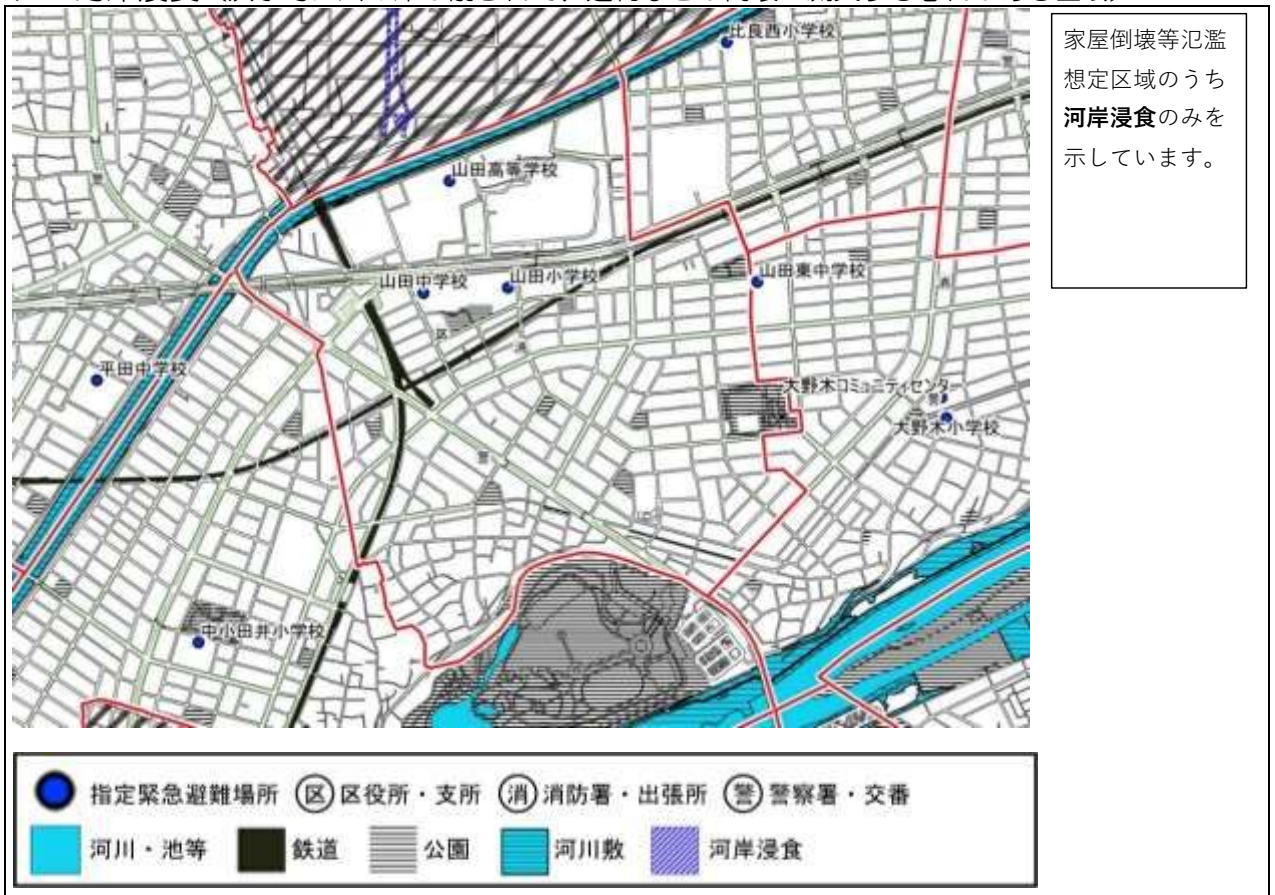 家屋倒壊等氾濫
想定区域のうち
河岸浸食のみを
示しています。
比良西小学校
山田高等学校
山田中学校
山田小学校
山田東中学校
平田中学校
大野木コミュニティセンター
大野木小学校
中小田井小学校
指定緊急避難場所 区 区役所・支所 消 消防署・出張所 警 警察署・交番
河川・池等 鉄道 公園 河川敷 河岸浸食